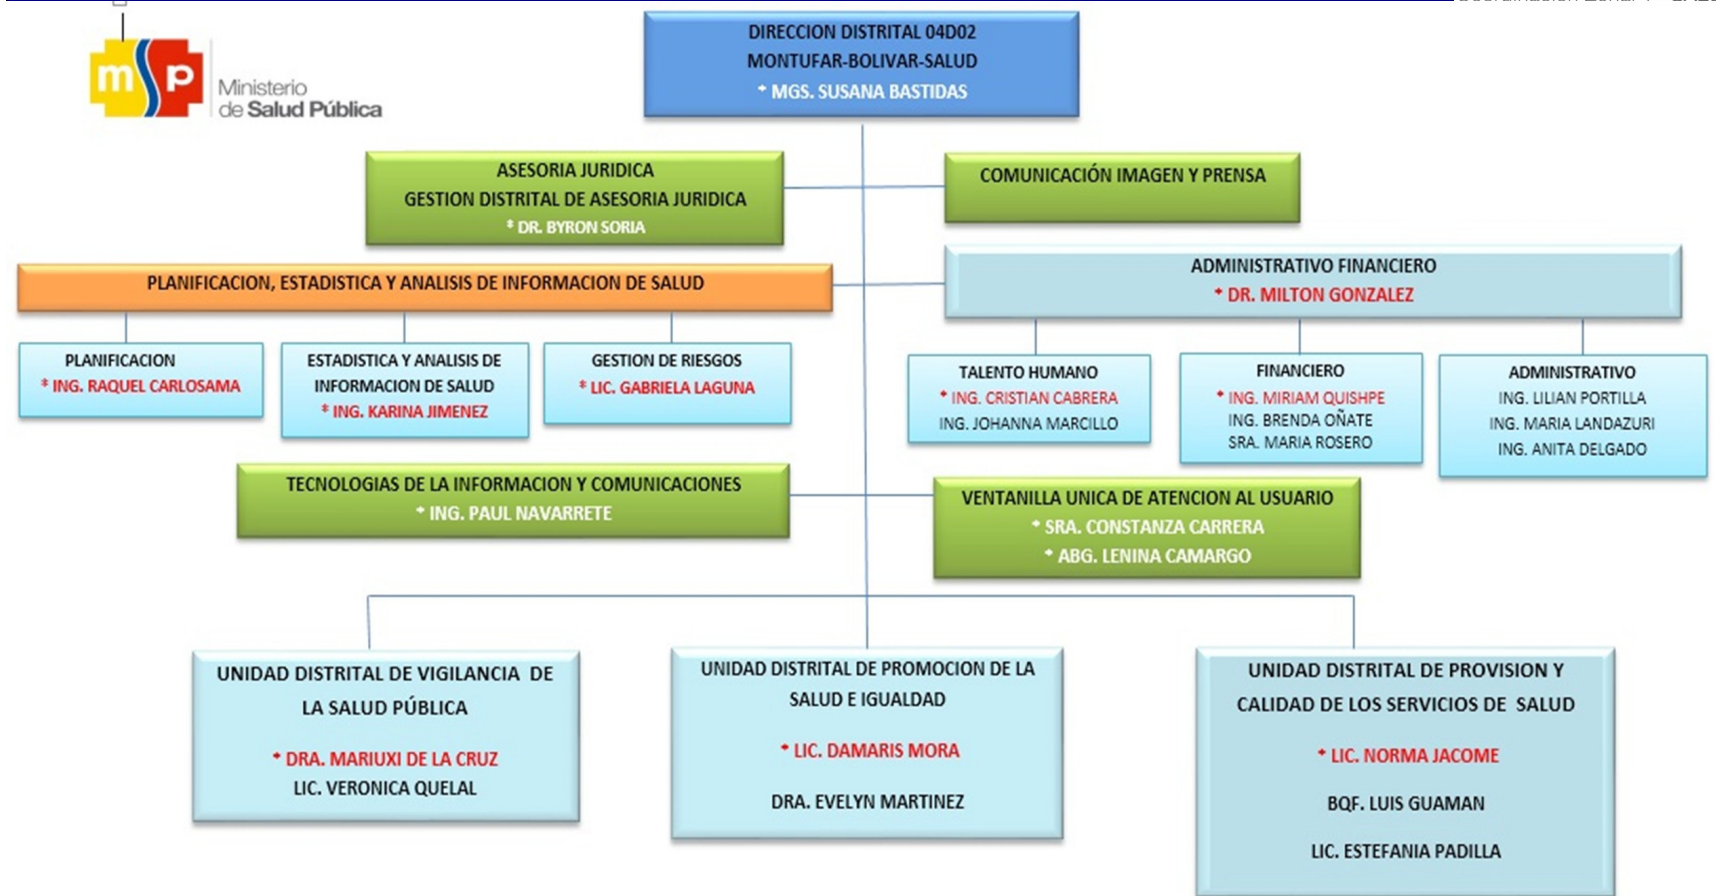 msp
Ministerio
de Salud Pública
DIRECCION DISTRITAL 04D02
MONTUFAR-BOLIVAR-SALUD
* MGS. SUSANA BASTIDAS
ASESORIA JURIDICA
GESTION DISTRITAL DE ASESORIA JURIDICA
* DR. BYRON SORIA
COMUNICACIÓN IMAGEN Y PRENSA
PLANIFICACION, ESTADISTICA Y ANALISIS DE INFORMACION DE SALUD
ADMINISTRATIVO FINANCIERO
* DR. MILTON GONZALEZ
PLANIFICACION
* ING. RAQUEL CARLOSAMA
ESTADISTICA Y ANALISIS DE
INFORMACION DE SALUD
* ING. KARINA JIMENEZ
GESTION DE RIESGOS
* LIC. GABRIELA LAGUNA
TALENTO HUMANO
* ING. CRISTIAN CABRERA
ING. JOHANNA MARCILLO
FINANCIERO
* ING. MIRIAM QUISHPE
ING. BRENDA OÑATE
SRA. MARIA ROSERO
ADMINISTRATIVO
ING. LILIAN PORTILLA
ING. MARIA LANDAZURI
ING. ANITA DELGADO
TECNOLOGIAS DE LA INFORMACION Y COMUNICACIONES
* ING. PAUL NAVARRETE
VENTANILLA UNICA DE ATENCION AL USUARIO
* SRA. CONSTANZA CARRERA
* ABG. LENINA CAMARGO
UNIDAD DISTRITAL DE VIGILANCIA DE
LA SALUD PÚBLICA
* DRA. MARIUXI DE LA CRUZ
LIC. VERONICA QUELAL
UNIDAD DISTRITAL DE PROMOCION DE LA
SALUD E IGUALDAD
* LIC. DAMARIS MORA
DRA. EVELYN MARTINEZ
UNIDAD DISTRITAL DE PROVISION Y
CALIDAD DE LOS SERVICIOS DE SALUD
* LIC. NORMA JACOME
BQF. LUIS GUAMAN
LIC. ESTEFANIA PADILLA